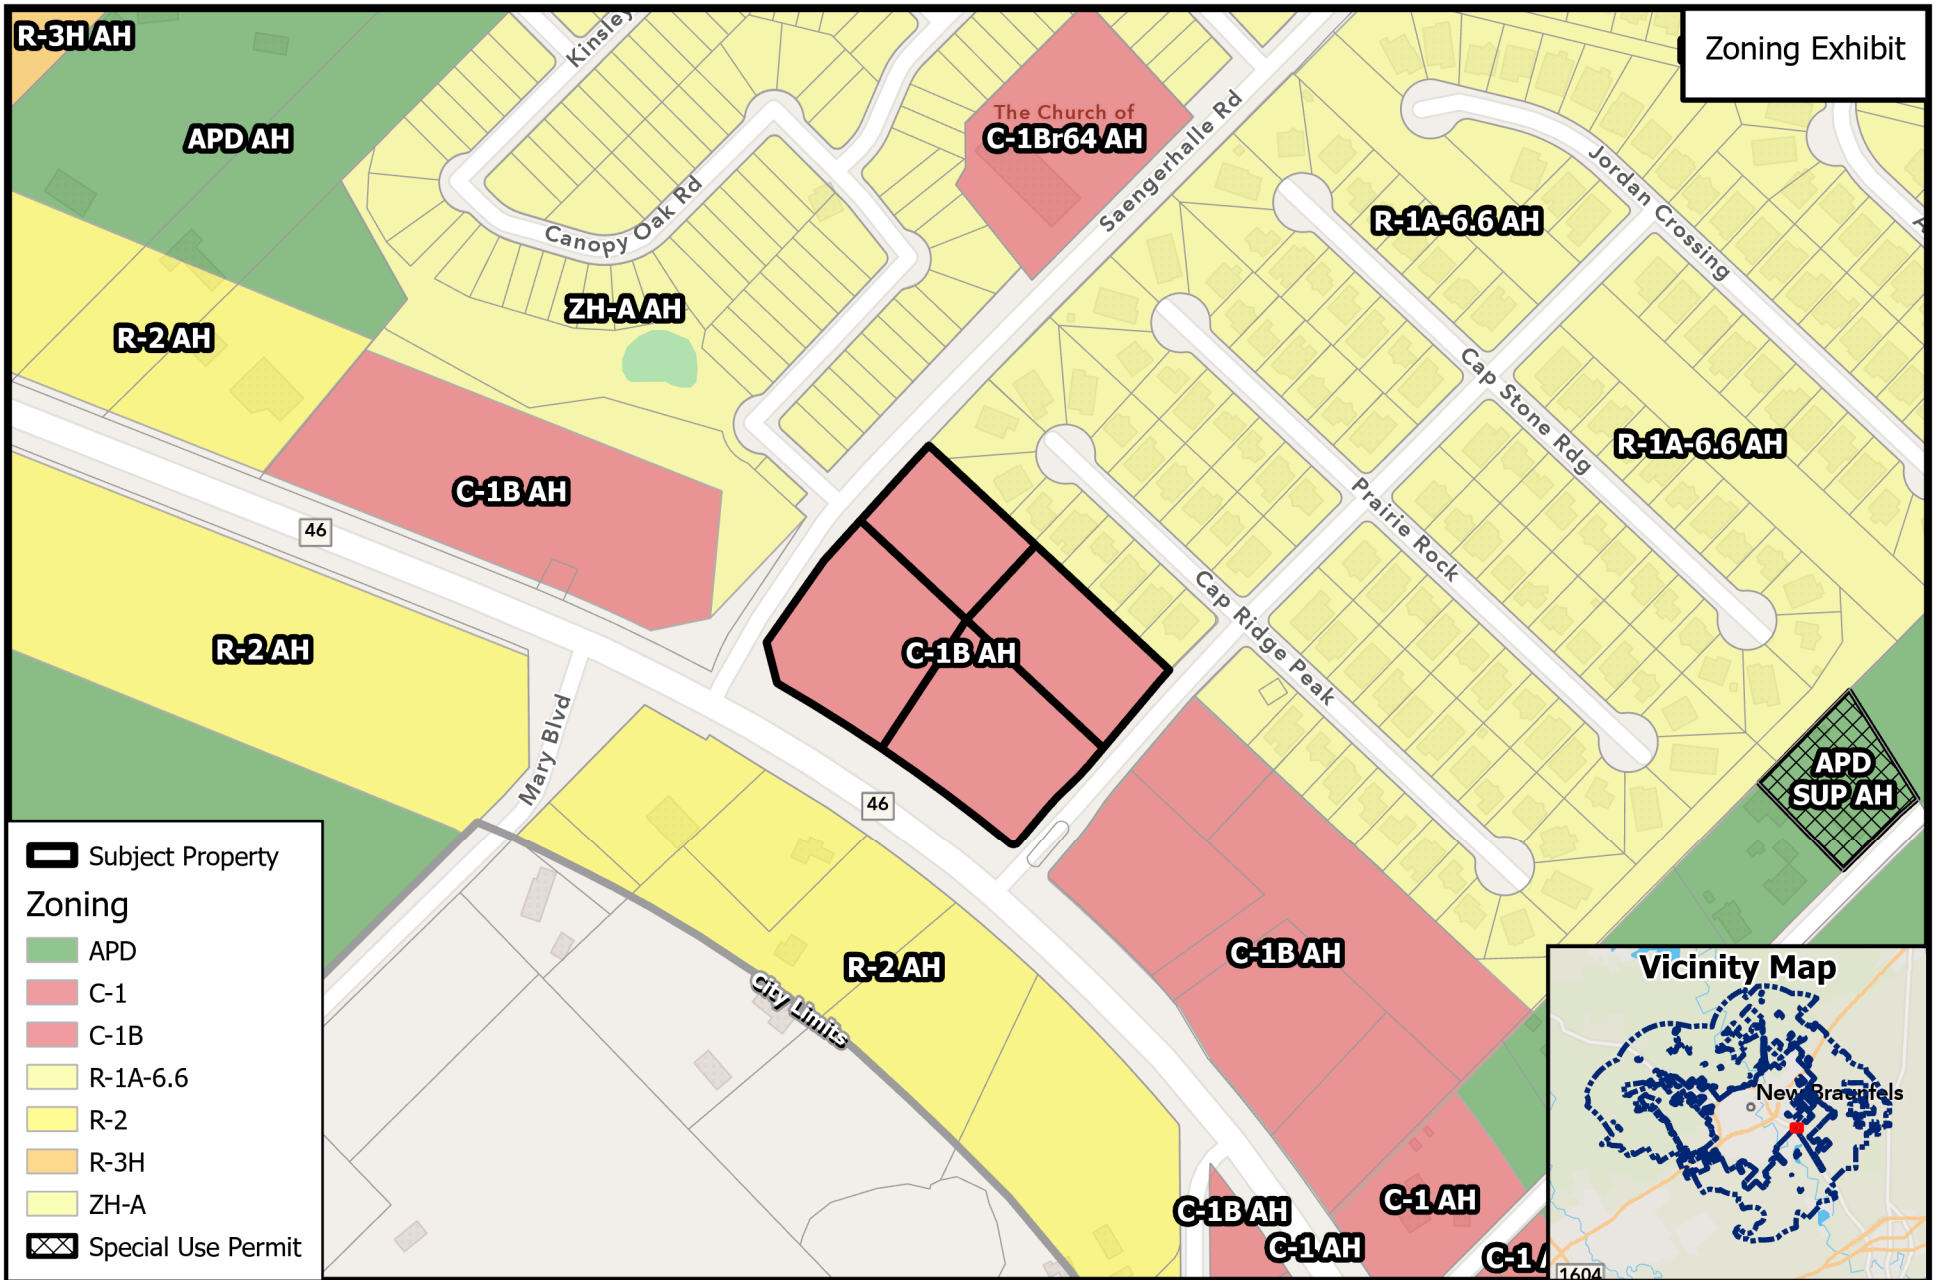 R-3H AH
Kinsley
Zoning Exhibit
APD AH
The Church of
C-1Br64 AH
Saengerhalle Rd
Jordan Crossing
Canopy Oak Rd
R-1A-6.6 AH
ZH-A AH
R-2 AH
Cap Stone Rdg
R-1A-6.6 AH
C-1B AH
46
Prairie Rock
Cap Ridge Peak
C-1B AH
R-2 AH
Mary Blvd
46
APD
SUP AH
C-1B AH
R-2 AH
City Limits
C-1 AH
C-1B AH
C-1 AH
C-1
Subject Property
Zoning
APD
C-1
C-1B
R-1A-6.6
R-2
R-3H
ZH-A
Special Use Permit
Vicinity Map
New Braunfels
1604